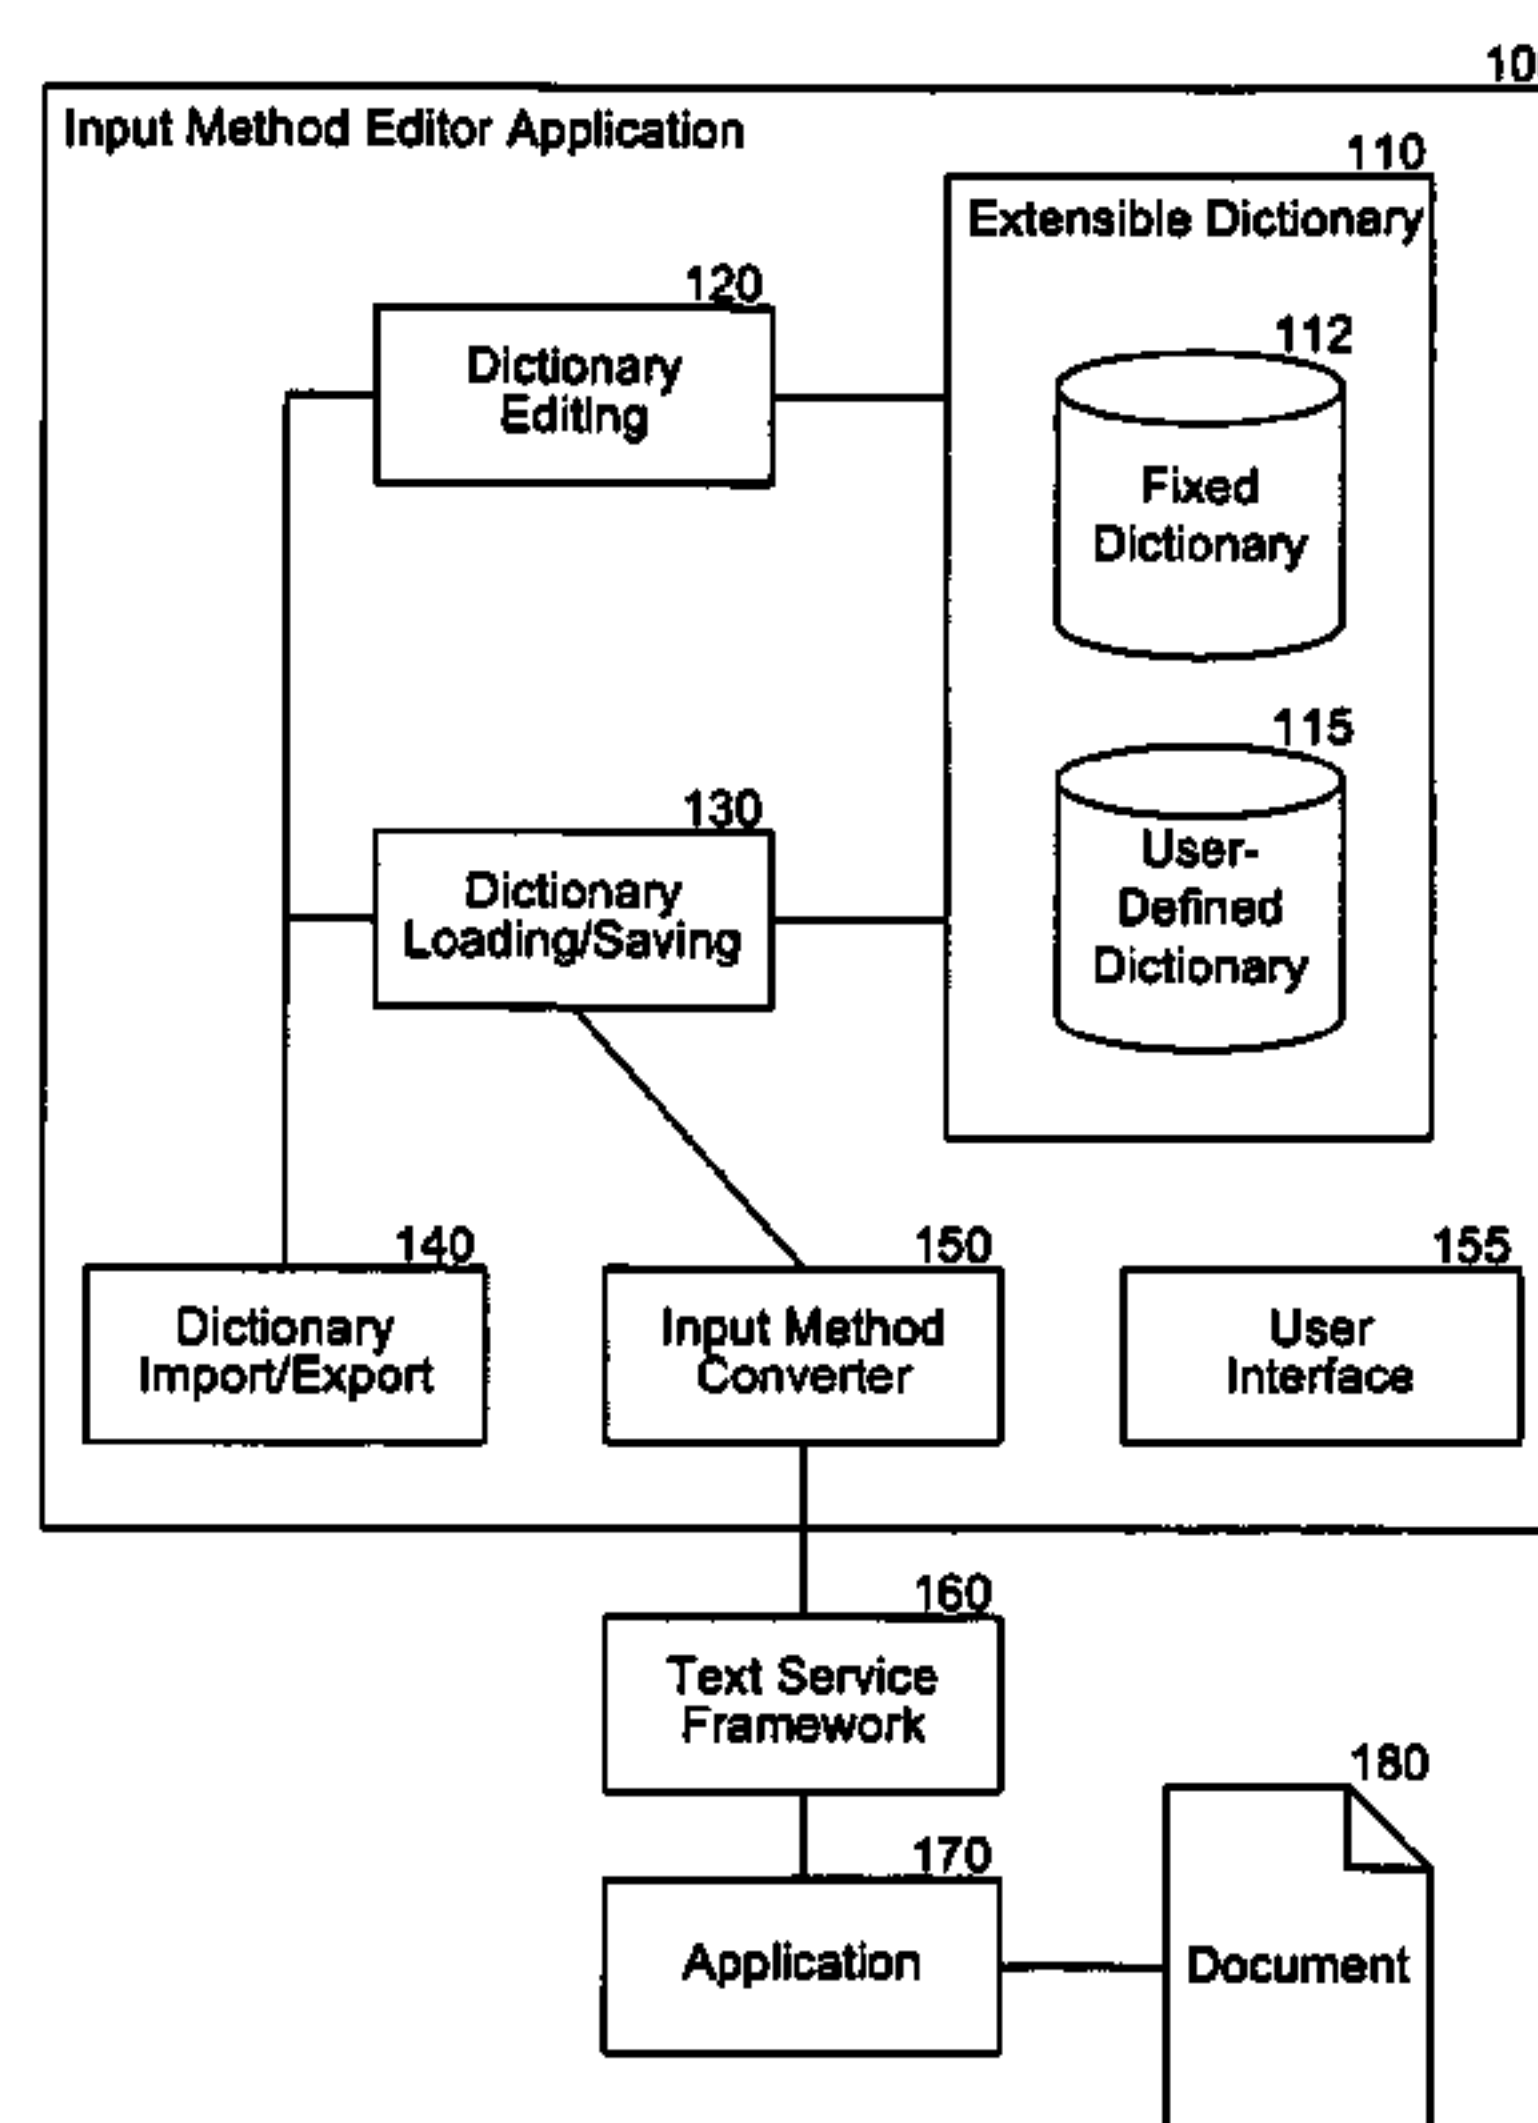 10
Input Method Editor Application
110
Extensible Dictionary
120
Dictionary
Editing
112
Fixed
Dictionary
115
User-
Defined
Dictionary
130
Dictionary
Loading/Saving
140
Dictionary
Import/Export
150
Input Method
Converter
155
User
Interface
160
Text Service
Framework
170
Application
180
Document